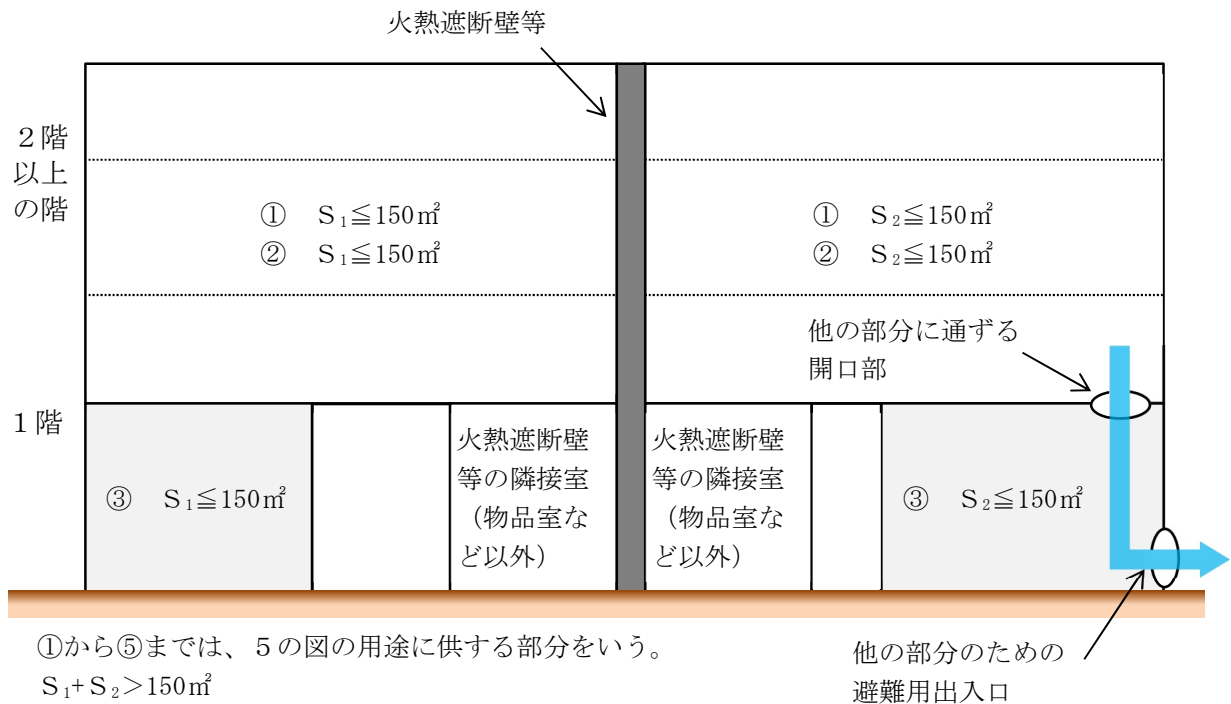 火熱遮断壁等
２階
以上
の階
① Ｓ₁≦150㎡
② Ｓ₁≦150㎡
① Ｓ₂≦150㎡
② Ｓ₂≦150㎡
他の部分に通ずる
開口部
１階
③ Ｓ₁≦150㎡
火熱遮断壁
等の隣接室
（物品室な
ど以外）
火熱遮断壁
等の隣接室
（物品室な
ど以外）
③ Ｓ₂≦150㎡
①から⑤までは、５の図の用途に供する部分をいう。
Ｓ₁+Ｓ₂>150㎡
他の部分のための
避難用出入口